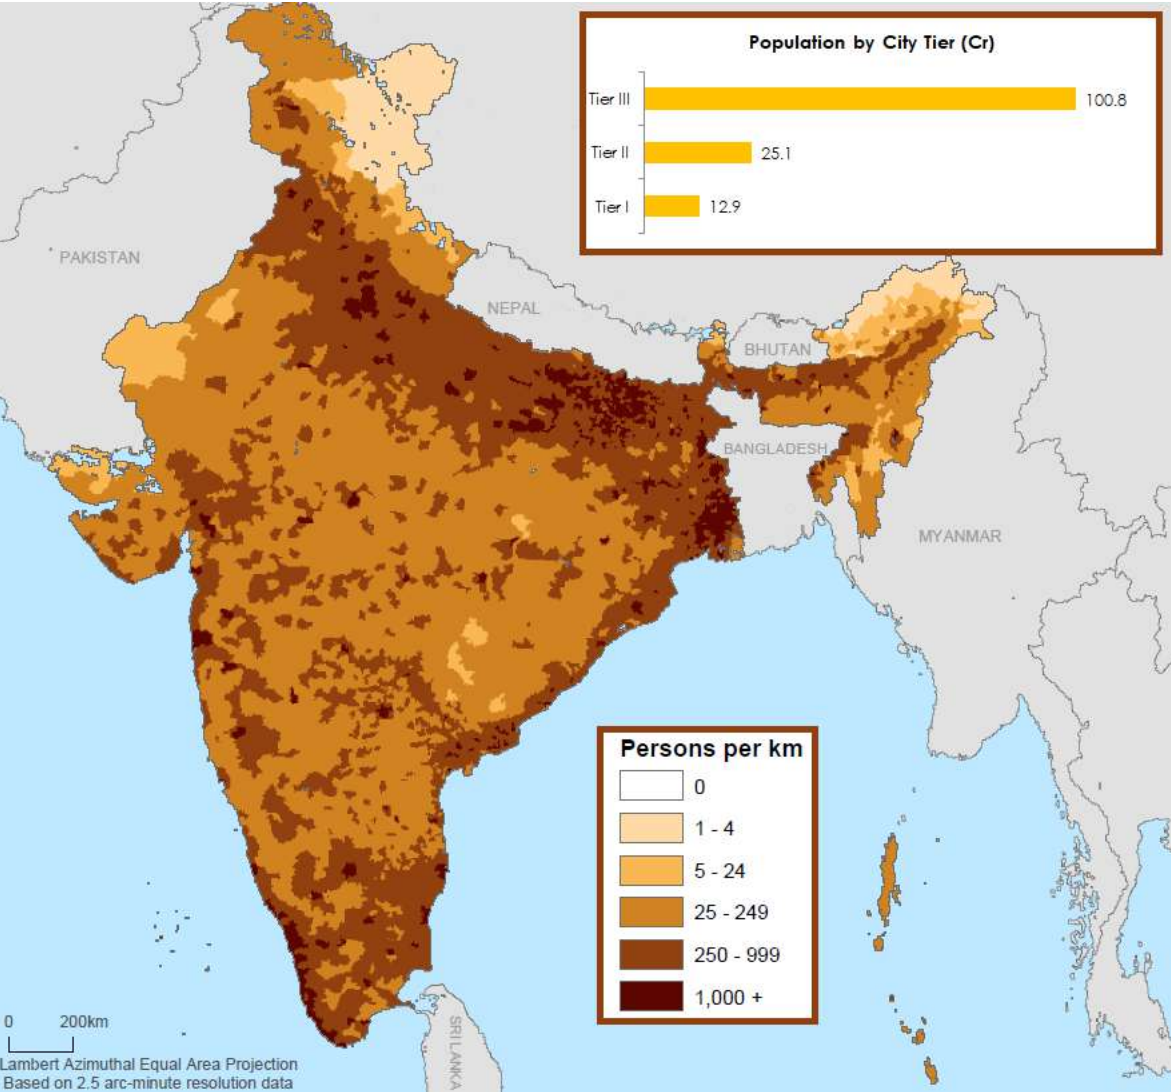 Population by City Tier (Cr)
Tier III
100.8
Tier II
25.1
Tier I
12.9
PAKISTAN
NEPAL
BHUTAN
BANGLADESH
MYANMAR
Persons per km
0
1 - 4
5 - 24
25 - 249
250 - 999
1,000 +
SRI LANKA
0 200km
Lambert Azimuthal Equal Area Projection
Based on 2.5 arc-minute resolution data